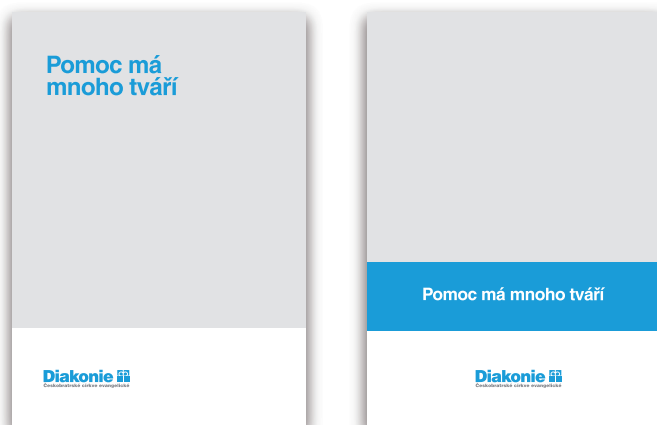 Pomoc má
mnoho tváří
Diakonie
Českobratrské církve evangelické
Pomoc má mnoho tváří
Diakonie
Českobratrské církve evangelické